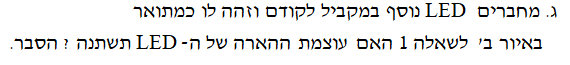 ג. מחברים LED נוסף במקביל לקודם וזהה לו כמתואר
באיור ב' לשאלה 1 האם עוצמת ההארה של ה- LED תשתנה ? הסבר.